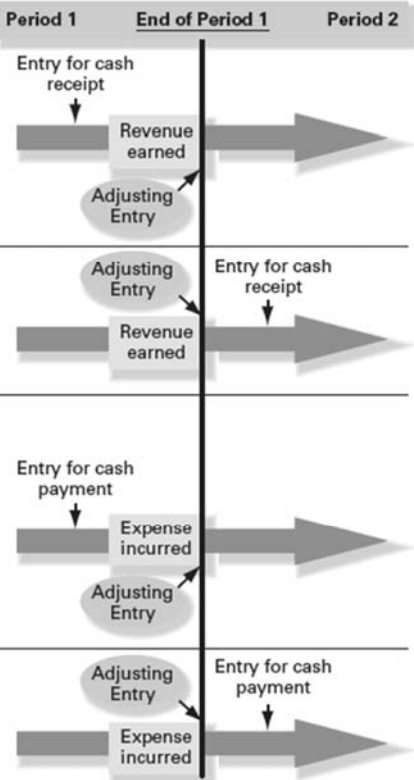 Period 1 End of Period 1 Period 2
Entry for cash
receipt
Revenue
earned
Adjusting
Entry
Adjusting
Entry
Entry for cash
receipt
Revenue
earned
Entry for cash
payment
Expense
incurred
Adjusting
Entry
Adjusting
Entry
Entry for cash
payment
Expense
incurred